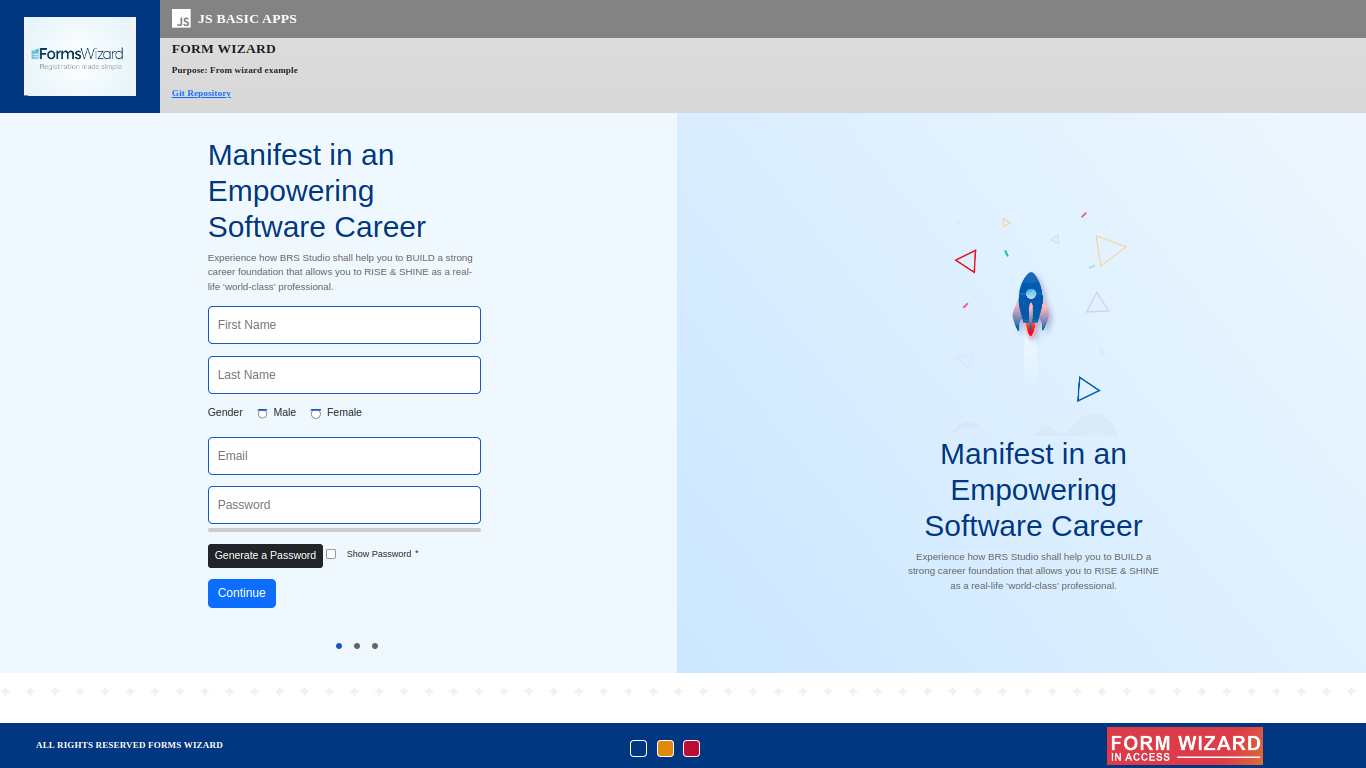 FormsWizard
Registration made simple
JS
JS BASIC APPS
FORM WIZARD
Purpose: From wizard example
Git Repository
Manifest in an
Empowering
Software Career
Experience how BRS Studio shall help you to BUILD a strong
career foundation that allows you to RISE & SHINE as a real-
life ‘world-class’ professional.
First Name
Last Name
Gender Male Female
Email
Password
Generate a Password Show Password *
Continue
Manifest in an
Empowering
Software Career
Experience how BRS Studio shall help you to BUILD a
strong career foundation that allows you to RISE & SHINE
as a real-life ‘world-class’ professional.
ALL RIGHTS RESERVED FORMS WIZARD
FORM WIZARD
IN ACCESS